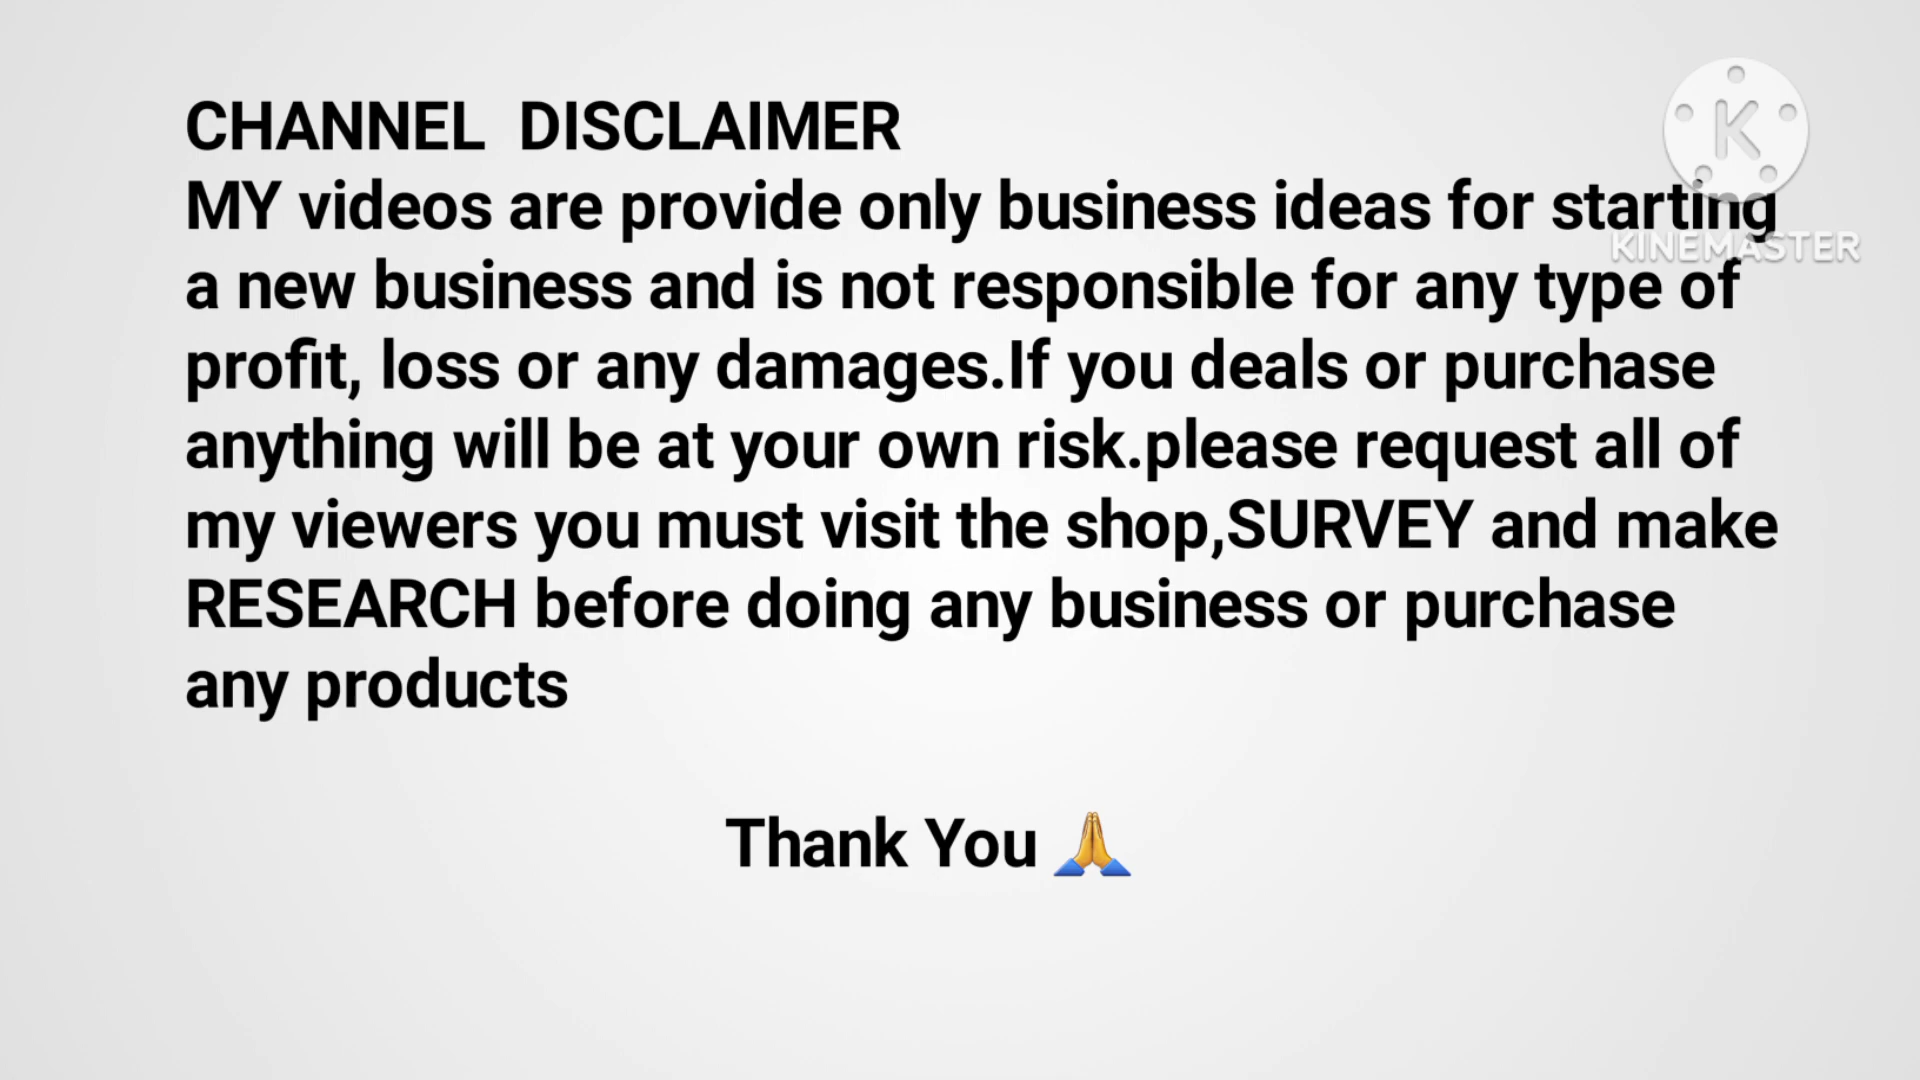 CHANNEL DISCLAIMER
MY videos are provide only business ideas for starting
a new business and is not responsible for any type of
profit, loss or any damages.If you deals or purchase
anything will be at your own risk.please request all of
my viewers you must visit the shop,SURVEY and make
RESEARCH before doing any business or purchase
any products
Thank You 🙏
K
KINEMASTER